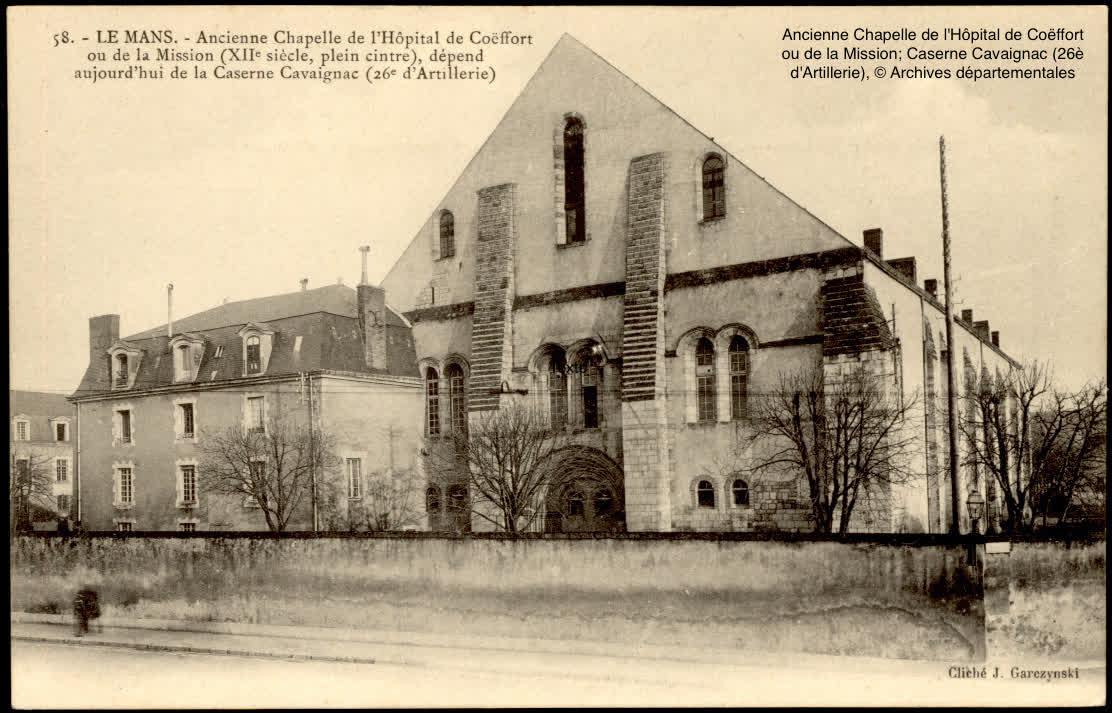 58. - LE MANS. - Ancienne Chapelle de l'Hôpital de Coëffort
ou de la Mission (XIIe siècle, plein cintre), dépend
aujourd'hui de la Caserne Cavaignac (26e d'Artillerie)
Ancienne Chapelle de l'Hôpital de Coëffort
ou de la Mission; Caserne Cavaignac (26è
d'Artillerie), © Archives départementales
Cliché J. Garczynski